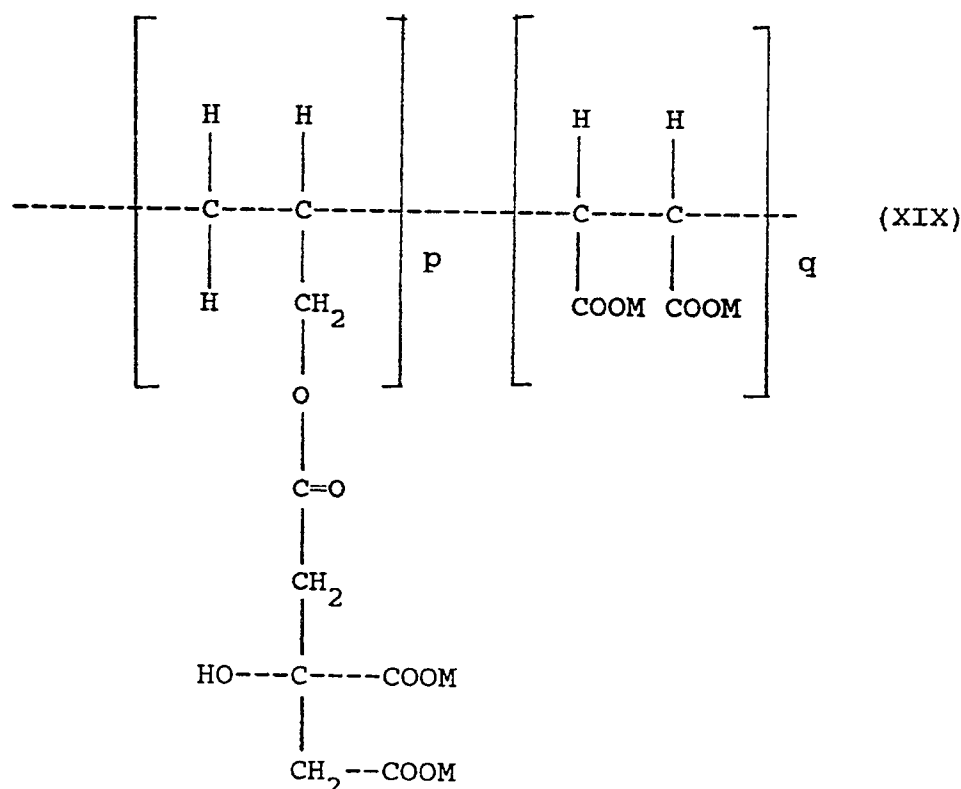 H H H H
C C C C (XIX)
p q
H CH2 COOM COOM
O
C=O
CH2
HO C COOM
CH2 COOM